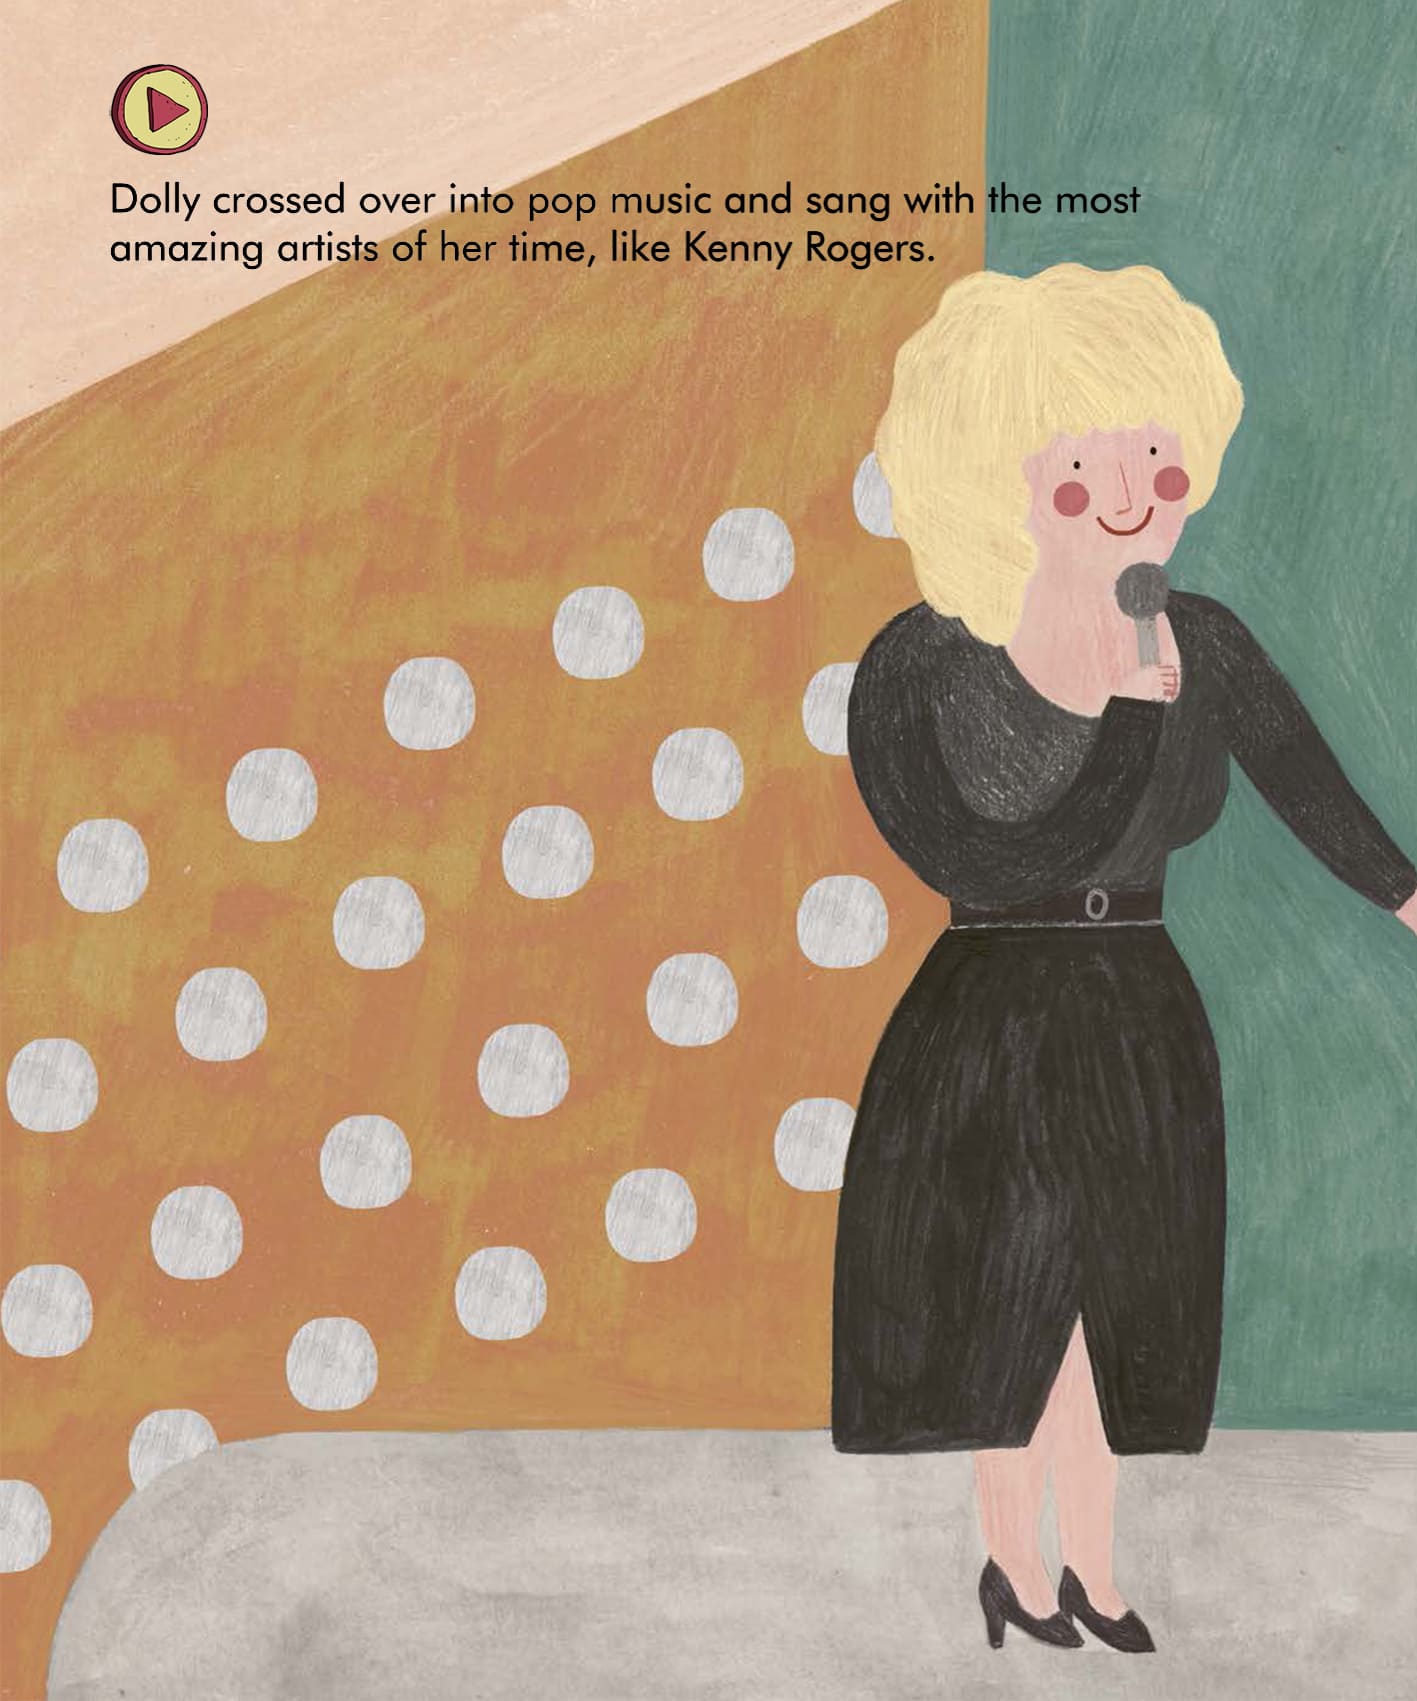 Dolly crossed over into pop music and sang with the most
amazing artists of her time, like Kenny Rogers.